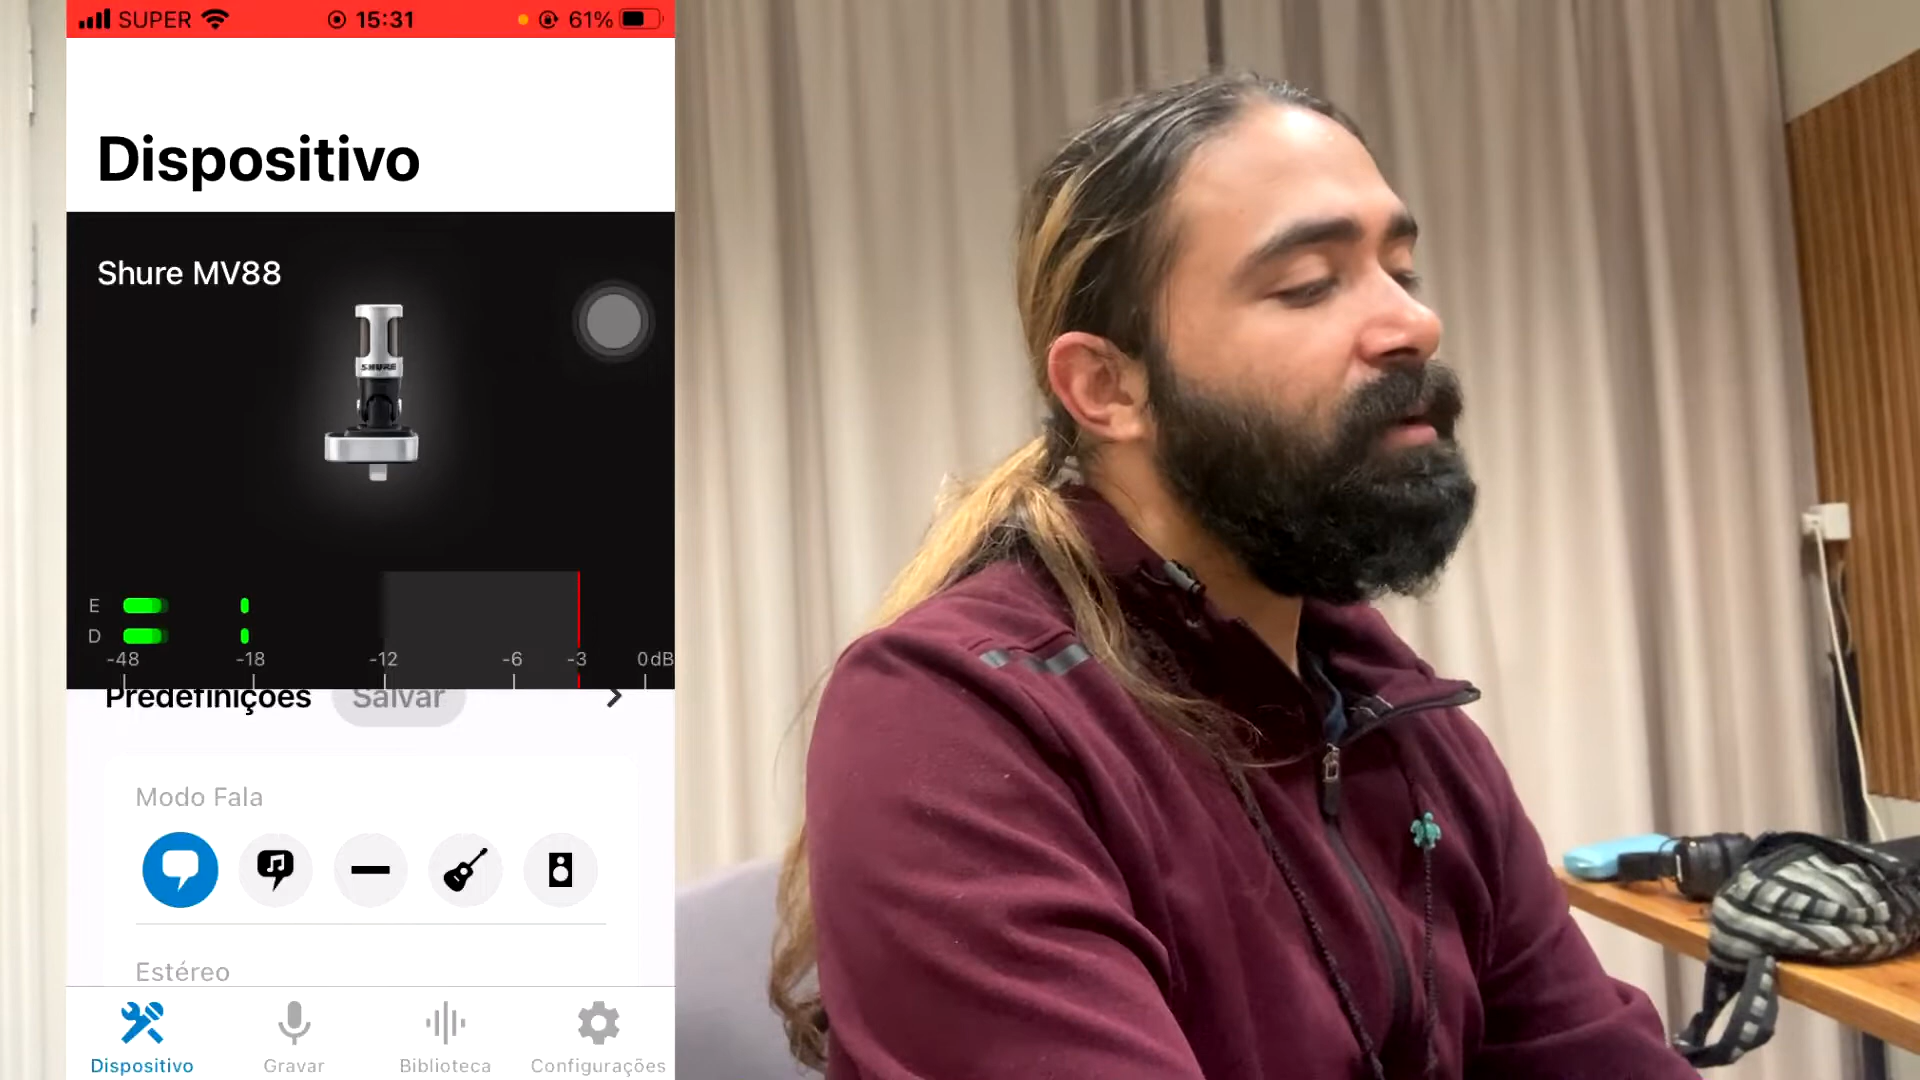 SUPER 15:31 61%
Dispositivo
Shure MV88
SHURE
E
D
-48 -18 -12 -6 -3 0dB
Predefinições Salvar
Modo Fala
Estéreo
Dispositivo Gravar Biblioteca Configurações